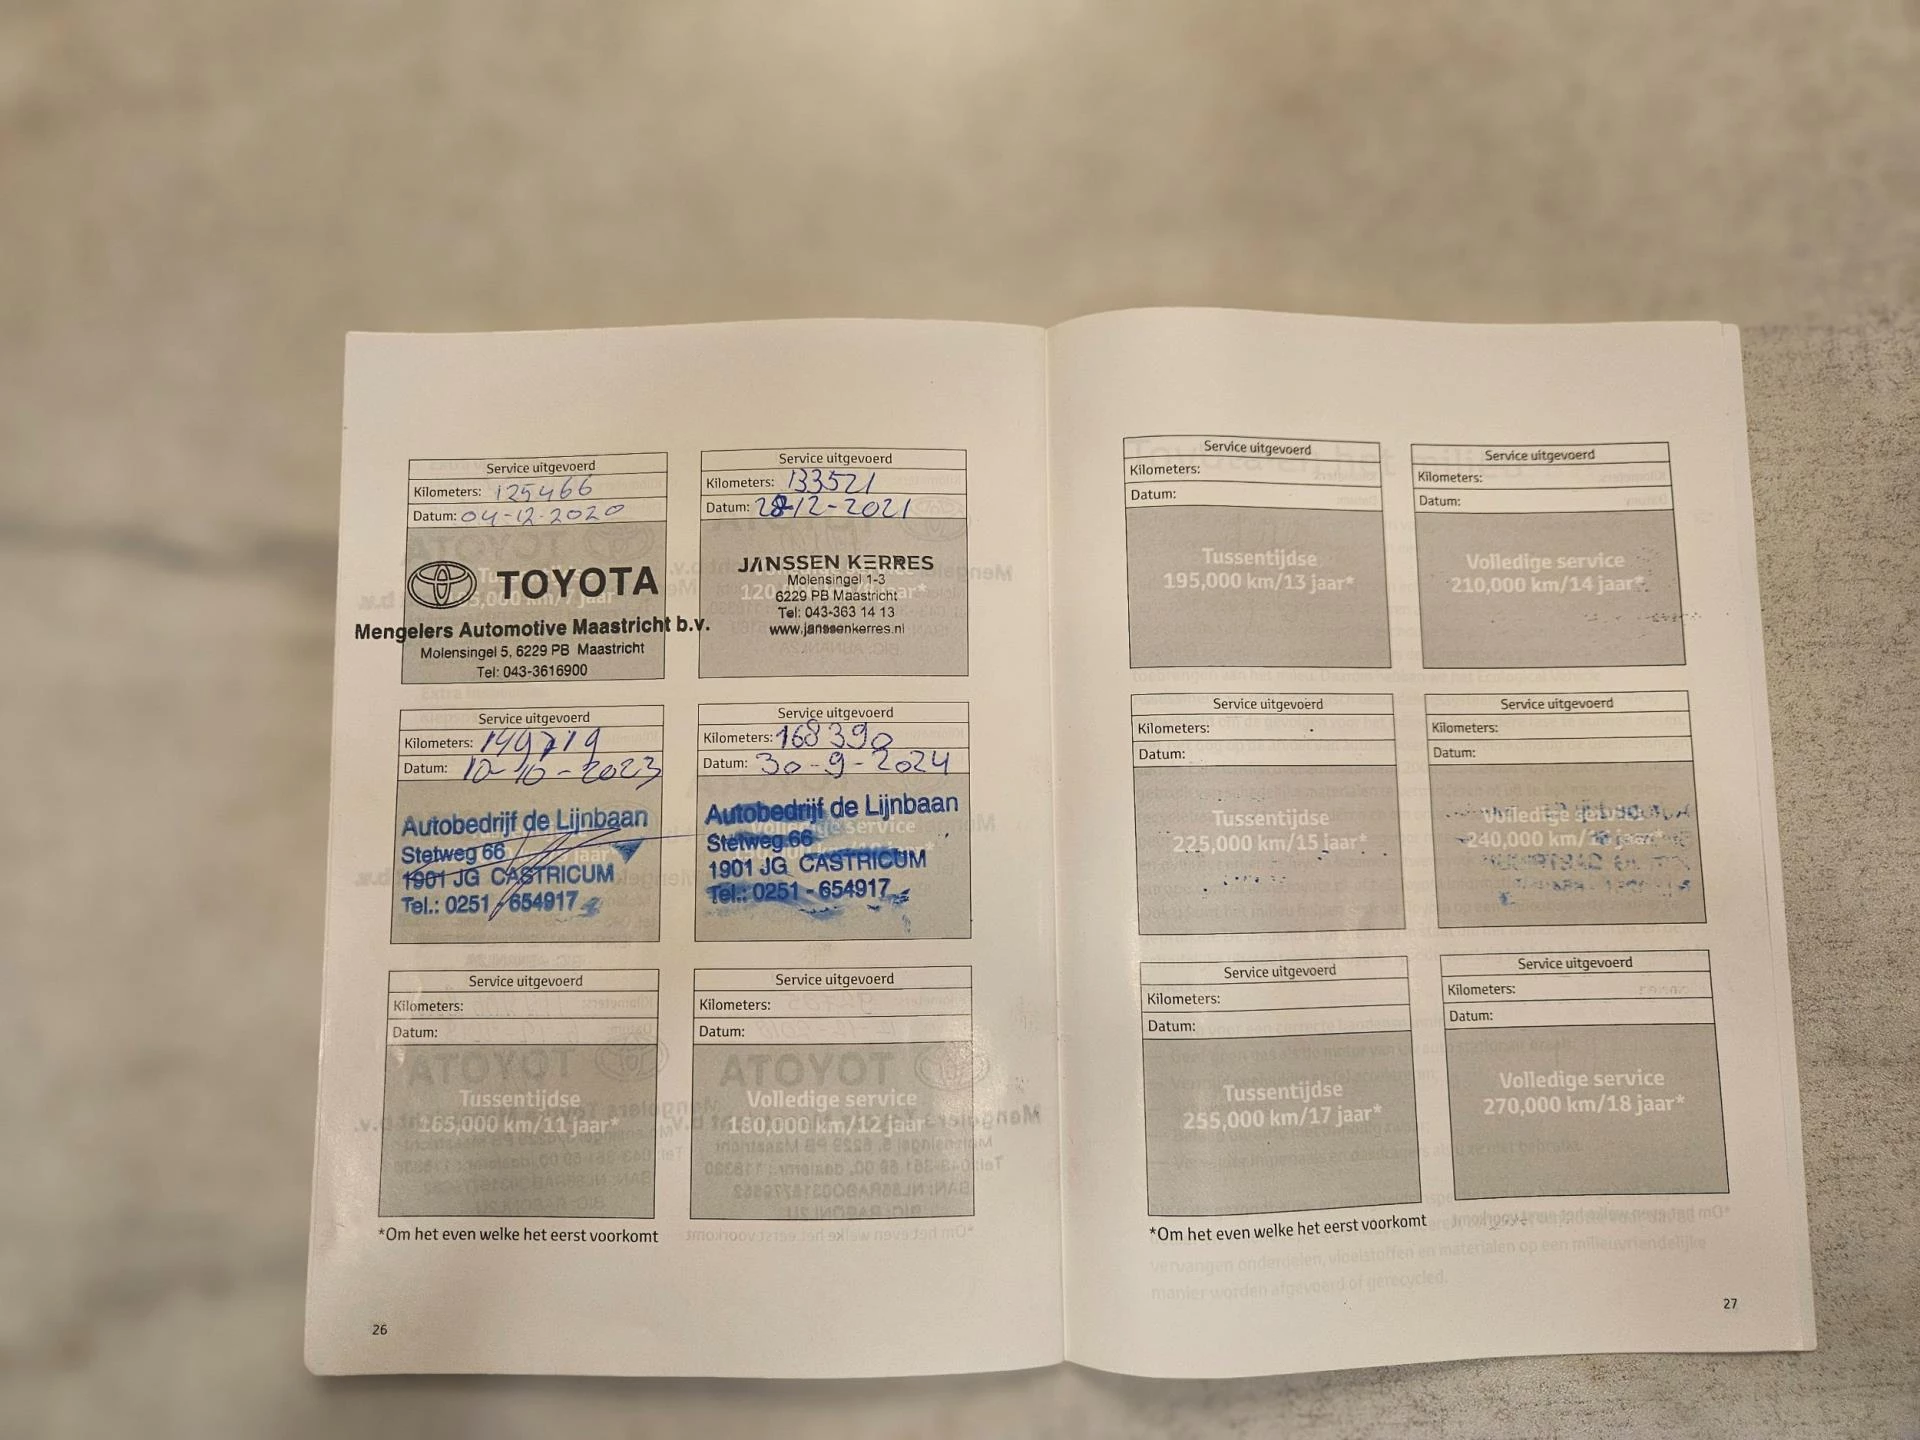 Service uitgevoerd
Kilometers: 125466
Datum: 04-12-2020
TOYOTA
Mengelers Automotive Maastricht b.v.
Molensingel 5, 6229 PB Maastricht
Tel: 043-3616900
Service uitgevoerd
Kilometers: 133521
Datum: 28-12-2021
JANSSEN KERRES
Molensingel 1-3
6229 PB Maastricht
Tel: 043-363 14 13
www.janssenkerres.nl
Service uitgevoerd
Kilometers: 149719
Datum: 10-10-2023
Autobedrijf de Lijnbaan
Stetweg 66
1901 JG CASTRICUM
Tel.: 0251 - 654917
Service uitgevoerd
Kilometers: 168390
Datum: 30-9-2024
Autobedrijf de Lijnbaan
Stetweg 66
1901 JG CASTRICUM
Tel.: 0251 - 654917
Service uitgevoerd
Kilometers:
Datum:
Tussentijdse
165,000 km/11 jaar*
Service uitgevoerd
Kilometers:
Datum:
Volledige service
180,000 km/12 jaar*
*Om het even welke het eerst voorkomt
26
Service uitgevoerd
Kilometers:
Datum:
Tussentijdse
195,000 km/13 jaar*
Service uitgevoerd
Kilometers:
Datum:
Volledige service
210,000 km/14 jaar*
Service uitgevoerd
Kilometers:
Datum:
Tussentijdse
225,000 km/15 jaar*
Service uitgevoerd
Kilometers:
Datum:
Volledige service
240,000 km/16 jaar*
Service uitgevoerd
Kilometers:
Datum:
Tussentijdse
255,000 km/17 jaar*
Service uitgevoerd
Kilometers:
Datum:
Volledige service
270,000 km/18 jaar*
*Om het even welke het eerst voorkomt
27